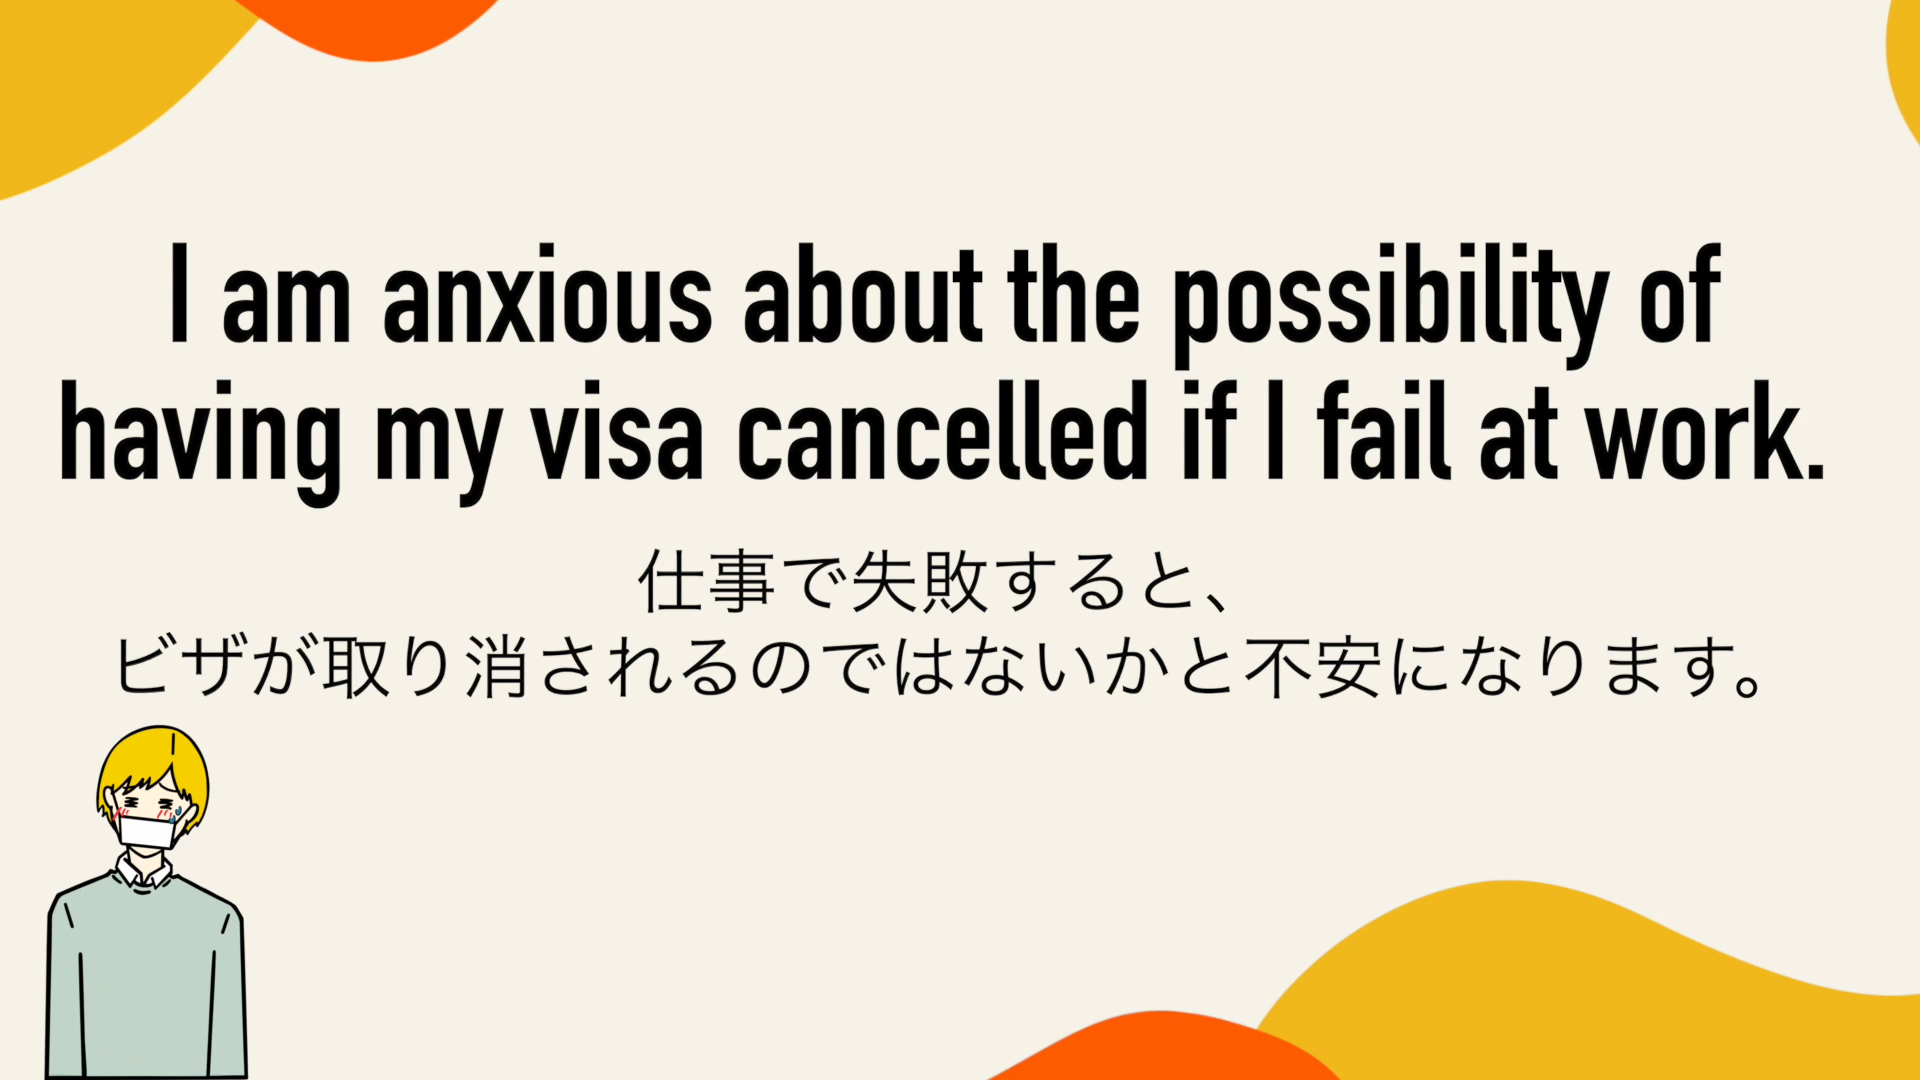 I am anxious about the possibility of
having my visa cancelled if I fail at work.
仕事で失敗すると、
ビザが取り消されるのではないかと不安になります。